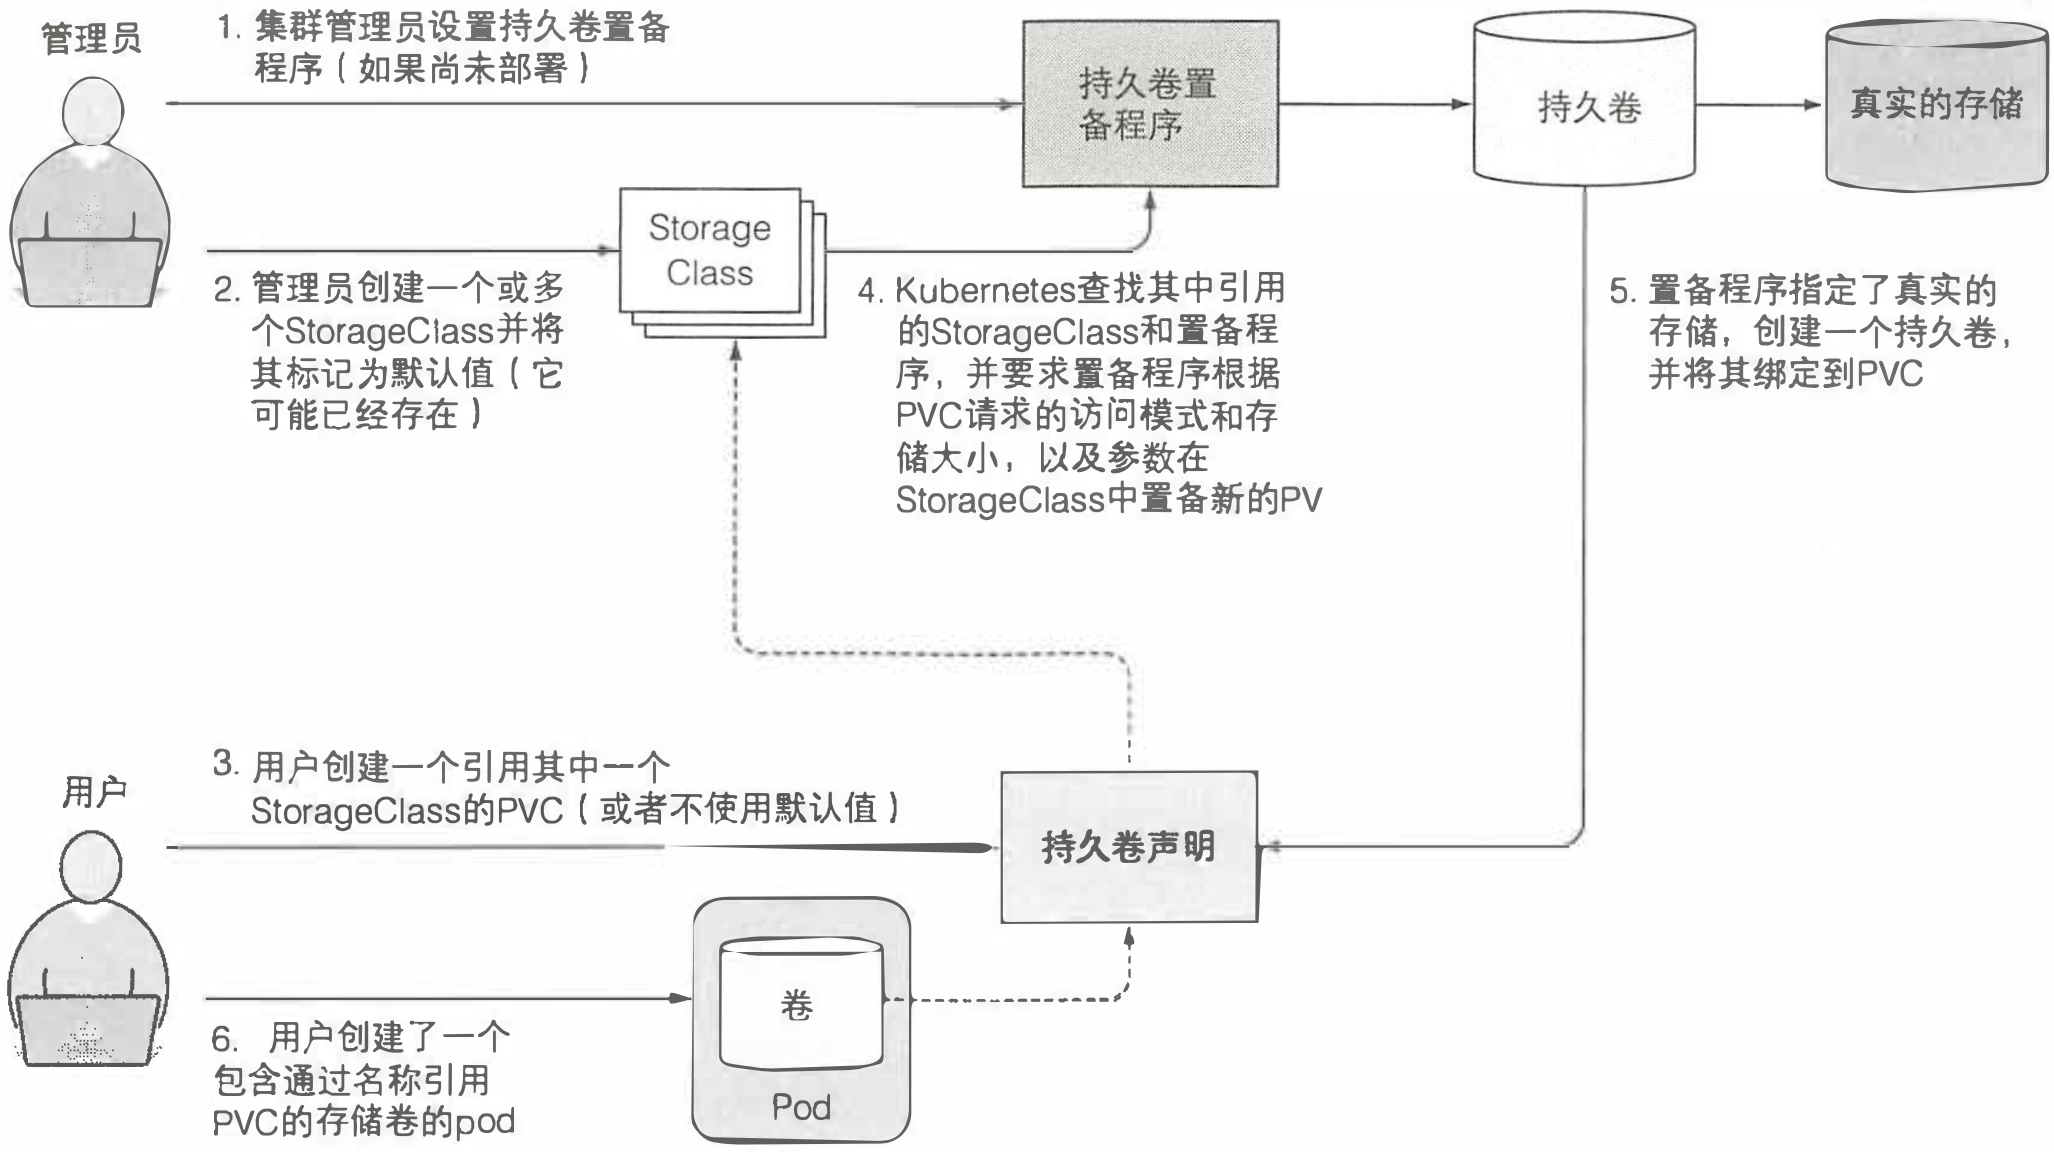 管理员
1. 集群管理员设置持久卷置备
程序（如果尚未部署）
持久卷置
备程序
持久卷
真实的存储
Storage
Class
2. 管理员创建一个或多
个StorageClass并将
其标记为默认值（它
可能已经存在）
4. Kubernetes查找其中引用
的StorageClass和置备程
序，并要求置备程序根据
PVC请求的访问模式和存
储大小，以及参数在
StorageClass中置备新的PV
5. 置备程序指定了真实的
存储，创建一个持久卷，
并将其绑定到PVC
用户
3. 用户创建一个引用其中一个
StorageClass的PVC（或者不使用默认值）
持久卷声明
卷
Pod
6. 用户创建了一个
包含通过名称引用
PVC的存储卷的pod